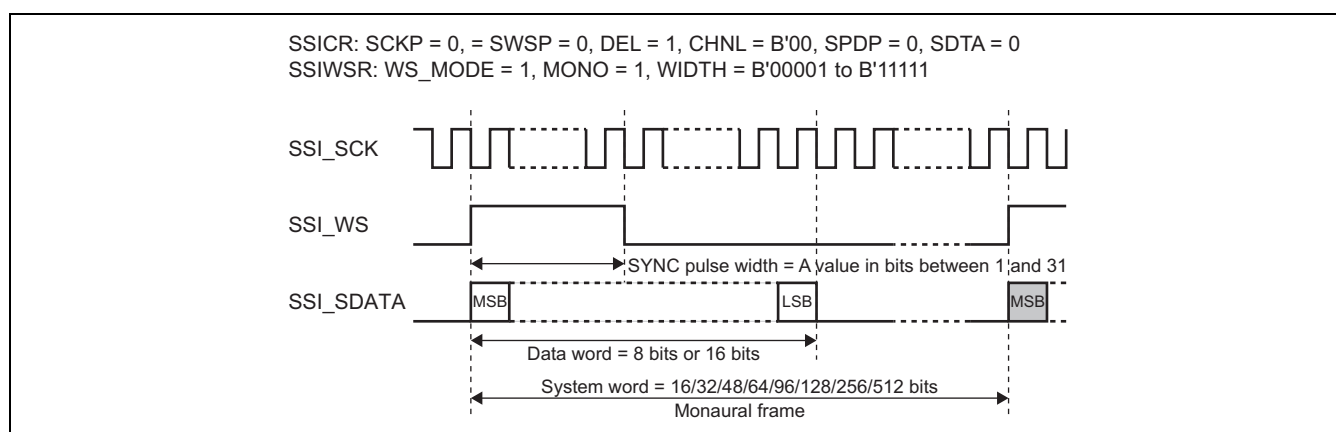 SSICR: SCKP = 0, = SWSP = 0, DEL = 1, CHNL = B'00, SPDP = 0, SDTA = 0
SSIWSR: WS_MODE = 1, MONO = 1, WIDTH = B'00001 to B'11111
SSI_SCK
SSI_WS
SYNC pulse width = A value in bits between 1 and 31
SSI_SDATA
MSB
LSB
MSB
Data word = 8 bits or 16 bits
System word = 16/32/48/64/96/128/256/512 bits
Monaural frame